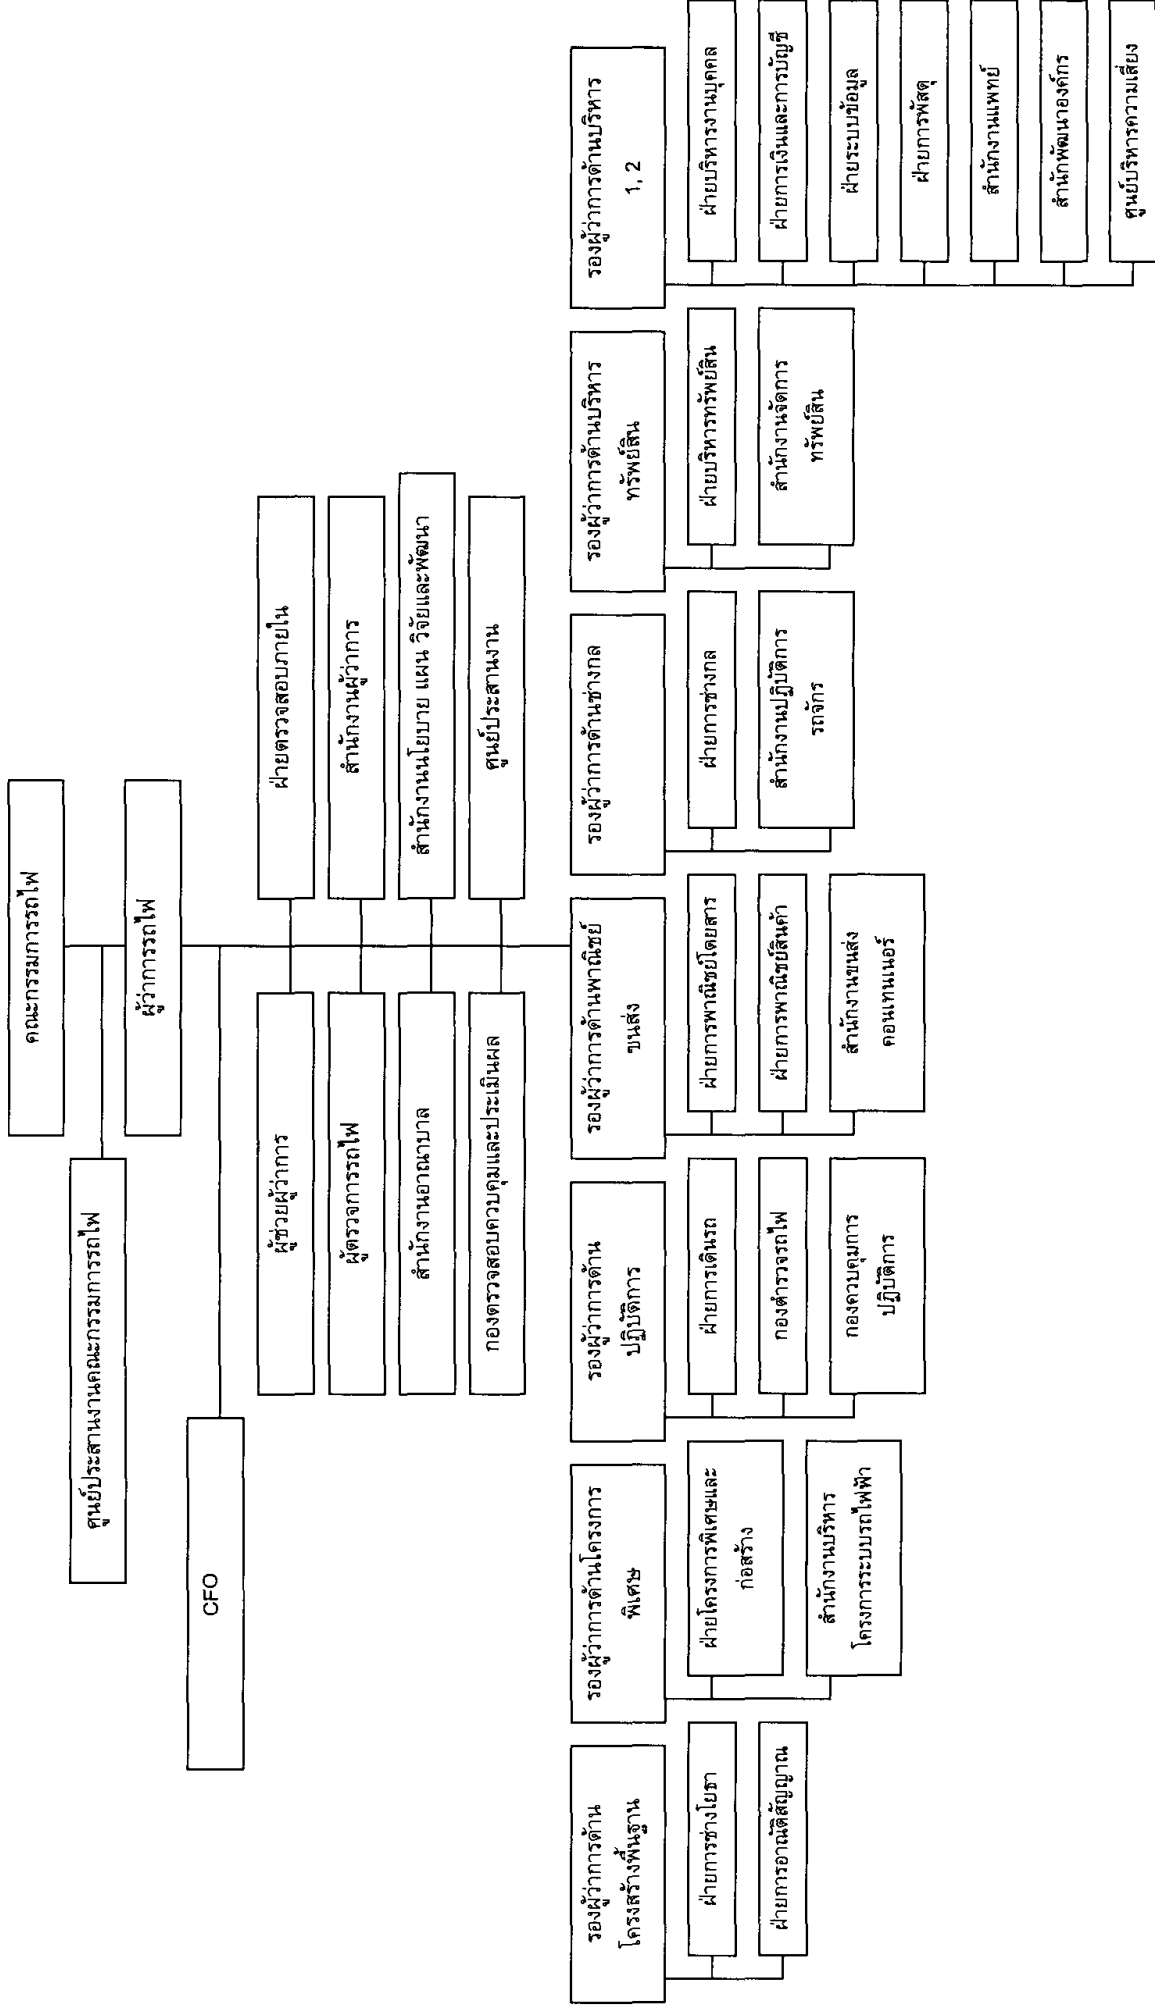 คณะกรรมการรถไฟ
ศูนย์ประสานงานคณะกรรมการรถไฟ
ผู้ว่าการรถไฟ
CFO
ผู้ช่วยผู้ว่าการ
ฝ่ายตรวจสอบภายใน
ผู้ตรวจการรถไฟ
สำนักงานผู้ว่าการ
สำนักงานอาณาบาล
สำนักงานนโยบาย แผน วิจัยและพัฒนา
กองตรวจสอบควบคุมและประเมินผล
ศูนย์ประสานงาน
รองผู้ว่าการด้าน
โครงสร้างพื้นฐาน
ฝ่ายการช่างโยธา
ฝ่ายการอาณัติสัญญาณ
รองผู้ว่าการด้านโครงการ
พิเศษ
ฝ่ายโครงการพิเศษและ
ก่อสร้าง
สำนักงานบริหาร
โครงการระบบรถไฟฟ้า
รองผู้ว่าการด้าน
ปฏิบัติการ
ฝ่ายการเดินรถ
กองตำรวจรถไฟ
กองควบคุมการ
ปฏิบัติการ
รองผู้ว่าการด้านพาณิชย์
ขนส่ง
ฝ่ายการพาณิชย์โดยสาร
ฝ่ายการพาณิชย์สินค้า
สำนักงานขนส่ง
คอนเทนเนอร์
รองผู้ว่าการด้านช่างกล
ฝ่ายการช่างกล
สำนักงานปฏิบัติการ
รถจักร
รองผู้ว่าการด้านบริหาร
ทรัพย์สิน
ฝ่ายบริหารทรัพย์สิน
สำนักงานจัดการ
ทรัพย์สิน
รองผู้ว่าการด้านบริหาร
1, 2
ฝ่ายบริหารงานบุคคล
ฝ่ายการเงินและการบัญชี
ฝ่ายระบบข้อมูล
ฝ่ายการพัสดุ
สำนักงานแพทย์
สำนักพัฒนาองค์กร
ศูนย์บริหารความเสี่ยง